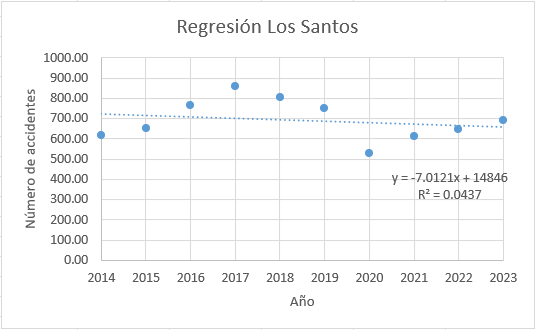 Regresión Los Santos
Número de accidentes
1000.00
900.00
800.00
700.00
600.00
500.00
400.00
300.00
200.00
100.00
0.00
y = -7.0121x + 14846
R² = 0.0437
2014 2015 2016 2017 2018 2019 2020 2021 2022 2023
Año